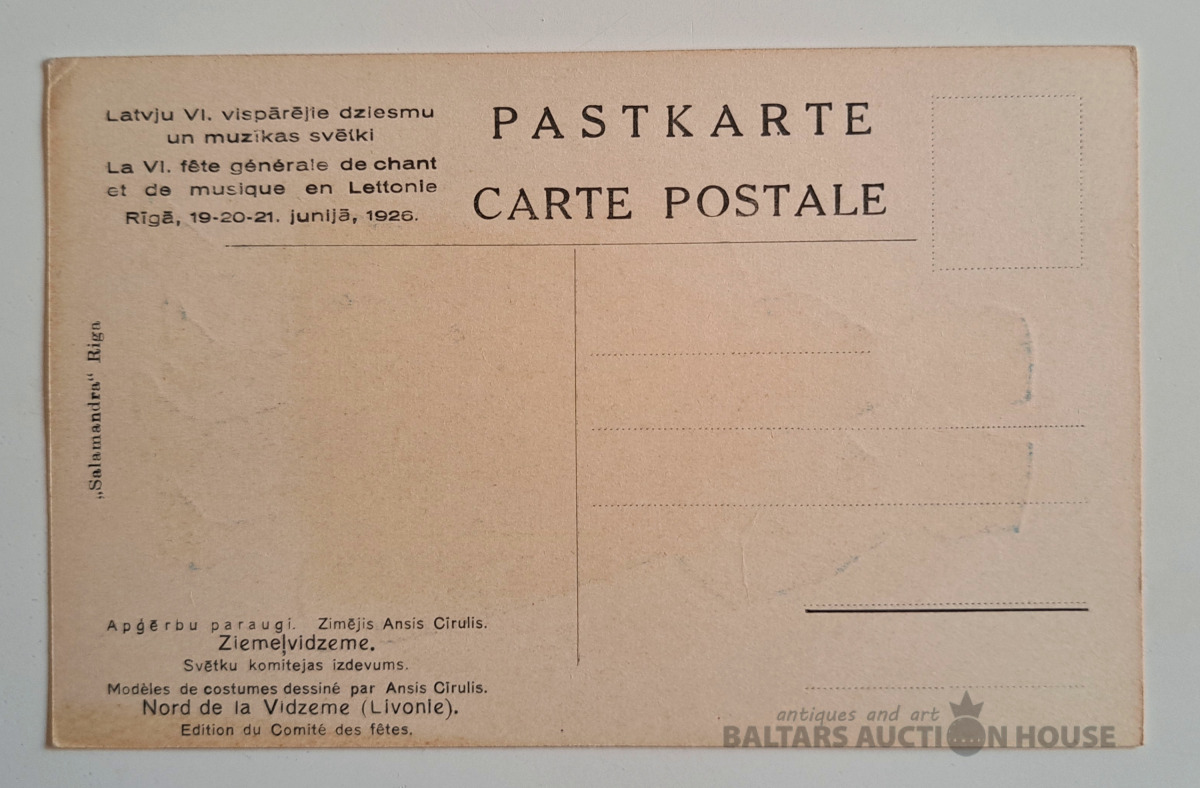 Latvju VI. vispārējie dziesmu
un muzikas svētki
La VI. fête générale de chant
et de musique en Lettonie
Rīgā, 19-20-21. junijā, 1926.
PASTKARTE
CARTE POSTALE
„Salamandra“ Riga
Apģērbu paraugi. Zimējis Ansis Cīrulis.
Ziemeļvidzeme.
Svētku komitejas izdevums.
Modèles de costumes dessiné par Ansis Cīrulis.
Nord de la Vidzeme (Livonie).
Edition du Comité des fêtes.
antiques and art
BALTARS AUCTION HOUSE